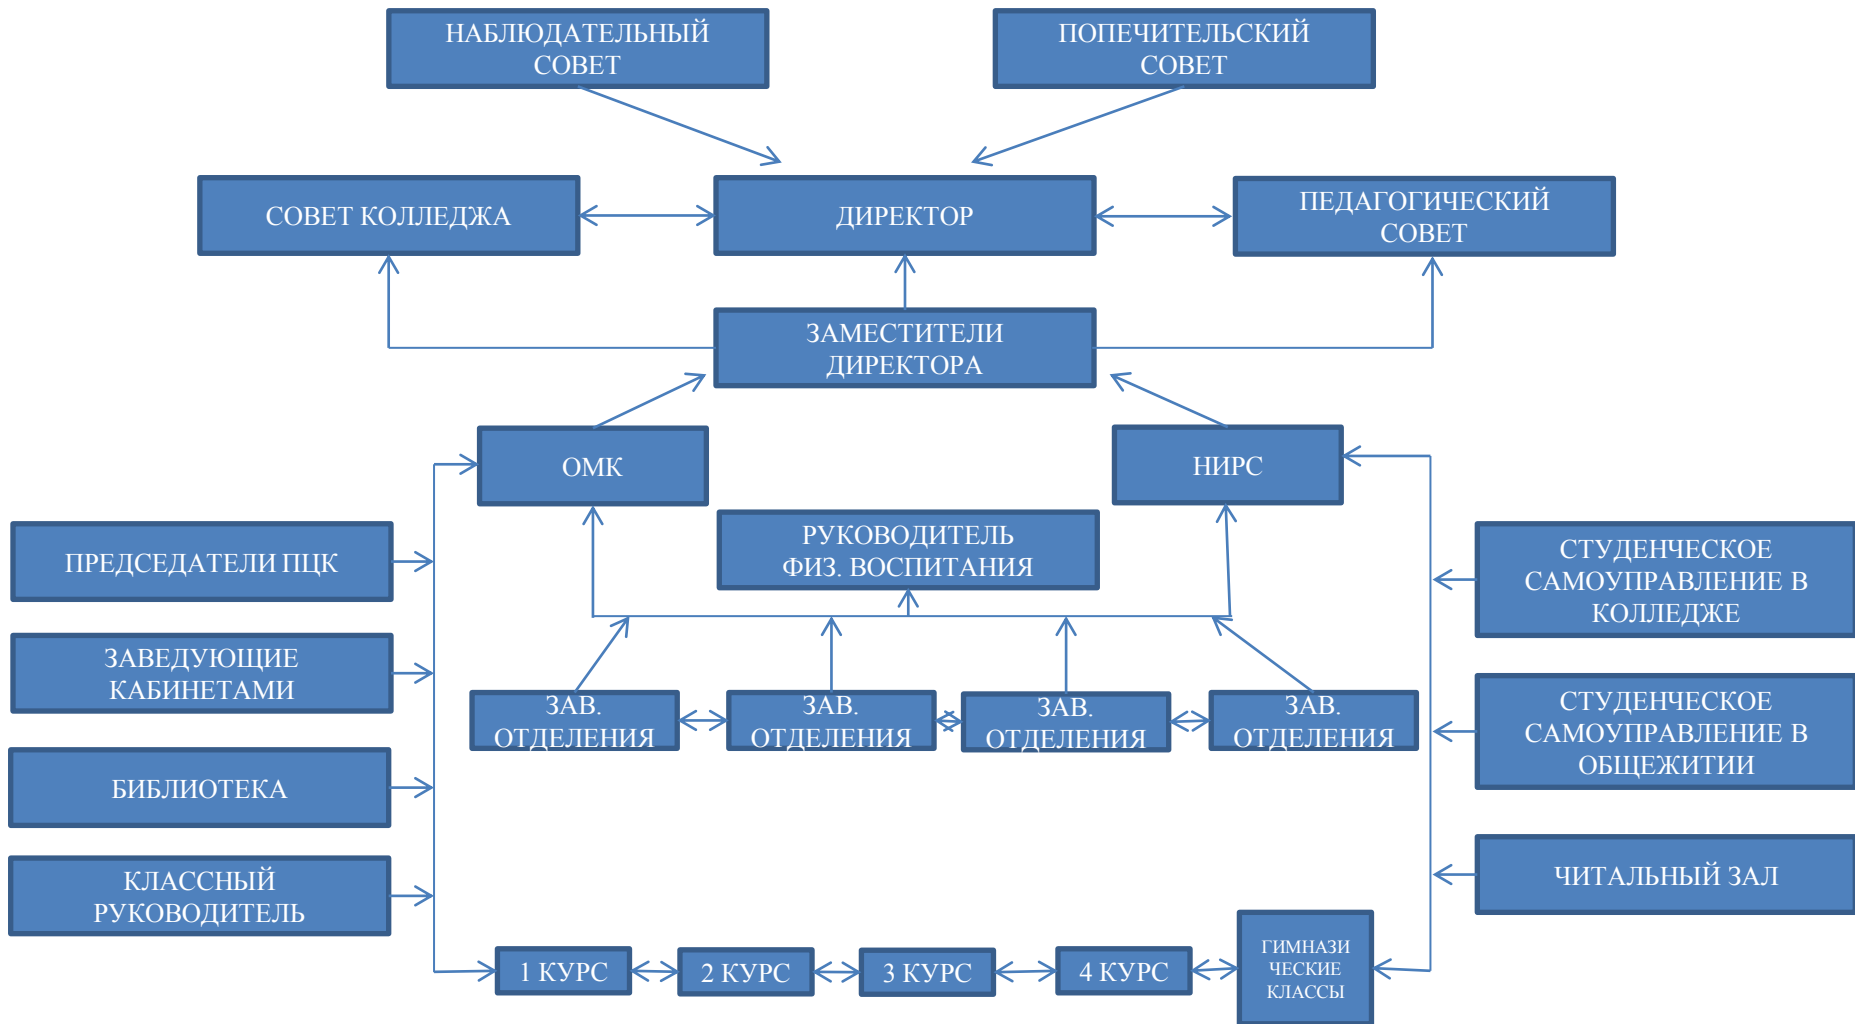 НАБЛЮДАТЕЛЬНЫЙ
СОВЕТ
ПОПЕЧИТЕЛЬСКИЙ
СОВЕТ
СОВЕТ КОЛЛЕДЖА
ДИРЕКТОР
ПЕДАГОГИЧЕСКИЙ
СОВЕТ
ЗАМЕСТИТЕЛИ
ДИРЕКТОРА
ОМК
НИРС
РУКОВОДИТЕЛЬ
ФИЗ. ВОСПИТАНИЯ
ПРЕДСЕДАТЕЛИ ПЦК
СТУДЕНЧЕСКОЕ
САМОУПРАВЛЕНИЕ В
КОЛЛЕДЖЕ
ЗАВЕДУЮЩИЕ
КАБИНЕТАМИ
ЗАВ.
ОТДЕЛЕНИЯ
ЗАВ.
ОТДЕЛЕНИЯ
ЗАВ.
ОТДЕЛЕНИЯ
ЗАВ.
ОТДЕЛЕНИЯ
СТУДЕНЧЕСКОЕ
САМОУПРАВЛЕНИЕ В
ОБЩЕЖИТИИ
БИБЛИОТЕКА
КЛАССНЫЙ
РУКОВОДИТЕЛЬ
ЧИТАЛЬНЫЙ ЗАЛ
1 КУРС
2 КУРС
3 КУРС
4 КУРС
ГИМНАЗИ
ЧЕСКИЕ
КЛАССЫ